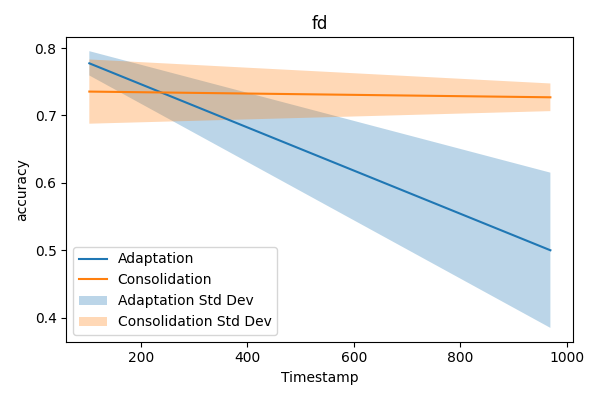 fd
accuracy
0.8
0.7
0.6
0.5
0.4
Adaptation
Consolidation
Adaptation Std Dev
Consolidation Std Dev
200 400 600 800 1000
Timestamp